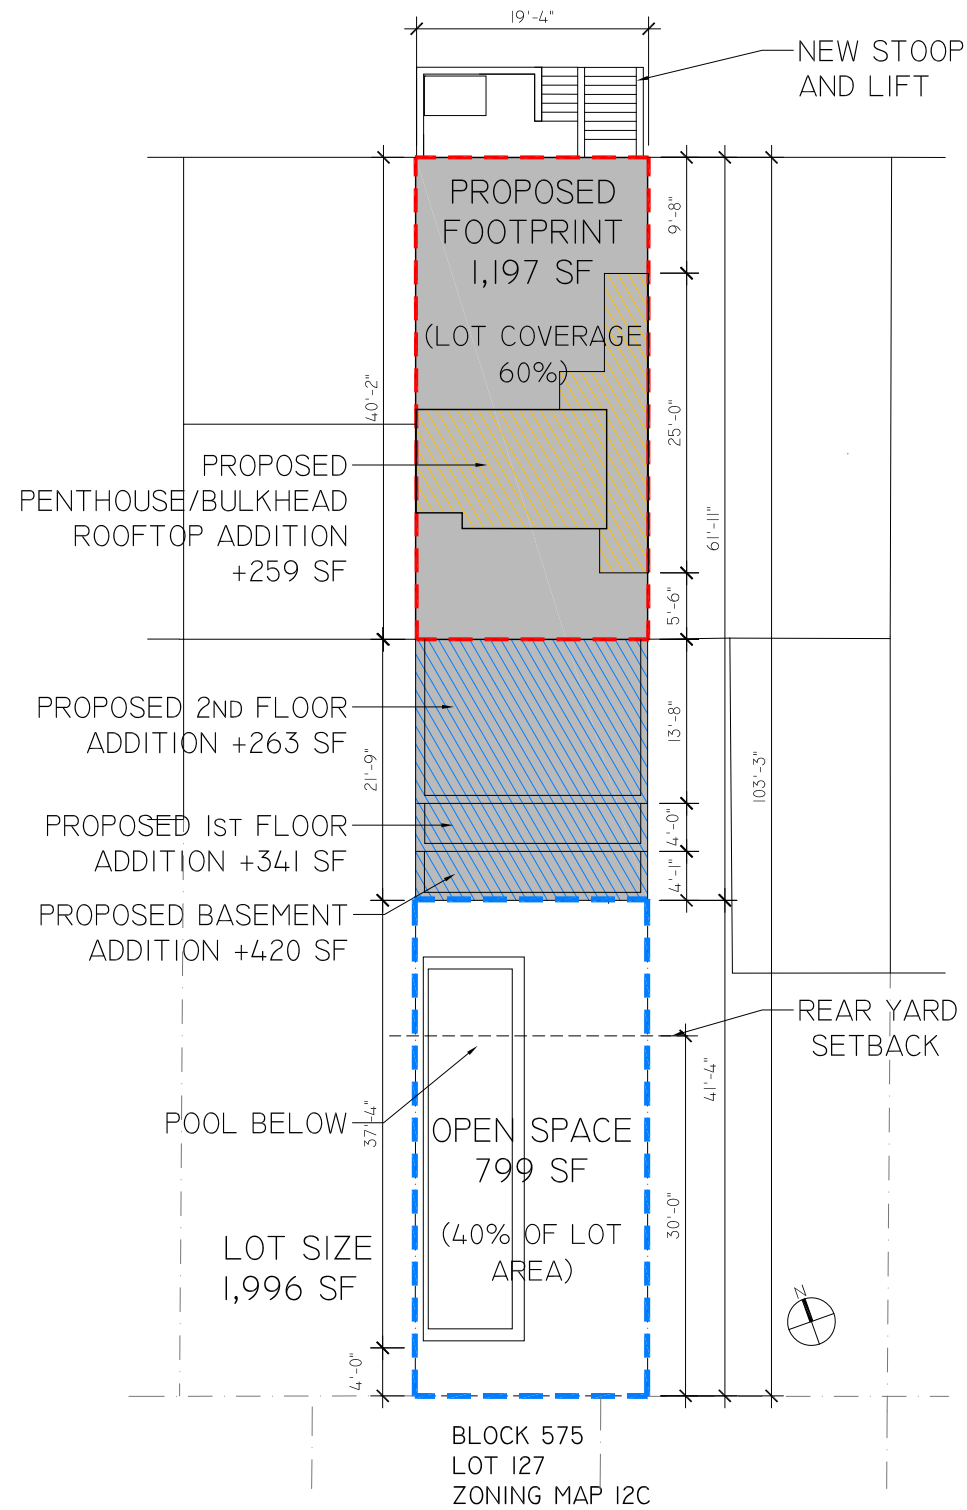 19'-4"
NEW STOOP
AND LIFT
PROPOSED
FOOTPRINT
1,197 SF
(LOT COVERAGE
60%)
9'-8"
40'-2"
25'-0"
PROPOSED
PENTHOUSE/BULKHEAD
ROOFTOP ADDITION
+259 SF
61'-11"
5'-6"
PROPOSED 2ND FLOOR
ADDITION +263 SF
13'-8"
21'-9"
103'-3"
PROPOSED 1ST FLOOR
ADDITION +341 SF
4'-0"
4'-1"
PROPOSED BASEMENT
ADDITION +420 SF
REAR YARD
SETBACK
41'-4"
POOL BELOW
37'-4"
OPEN SPACE
799 SF
(40% OF LOT
AREA)
30'-0"
LOT SIZE
1,996 SF
N
4'-0"
BLOCK 575
LOT 127
ZONING MAP 12C